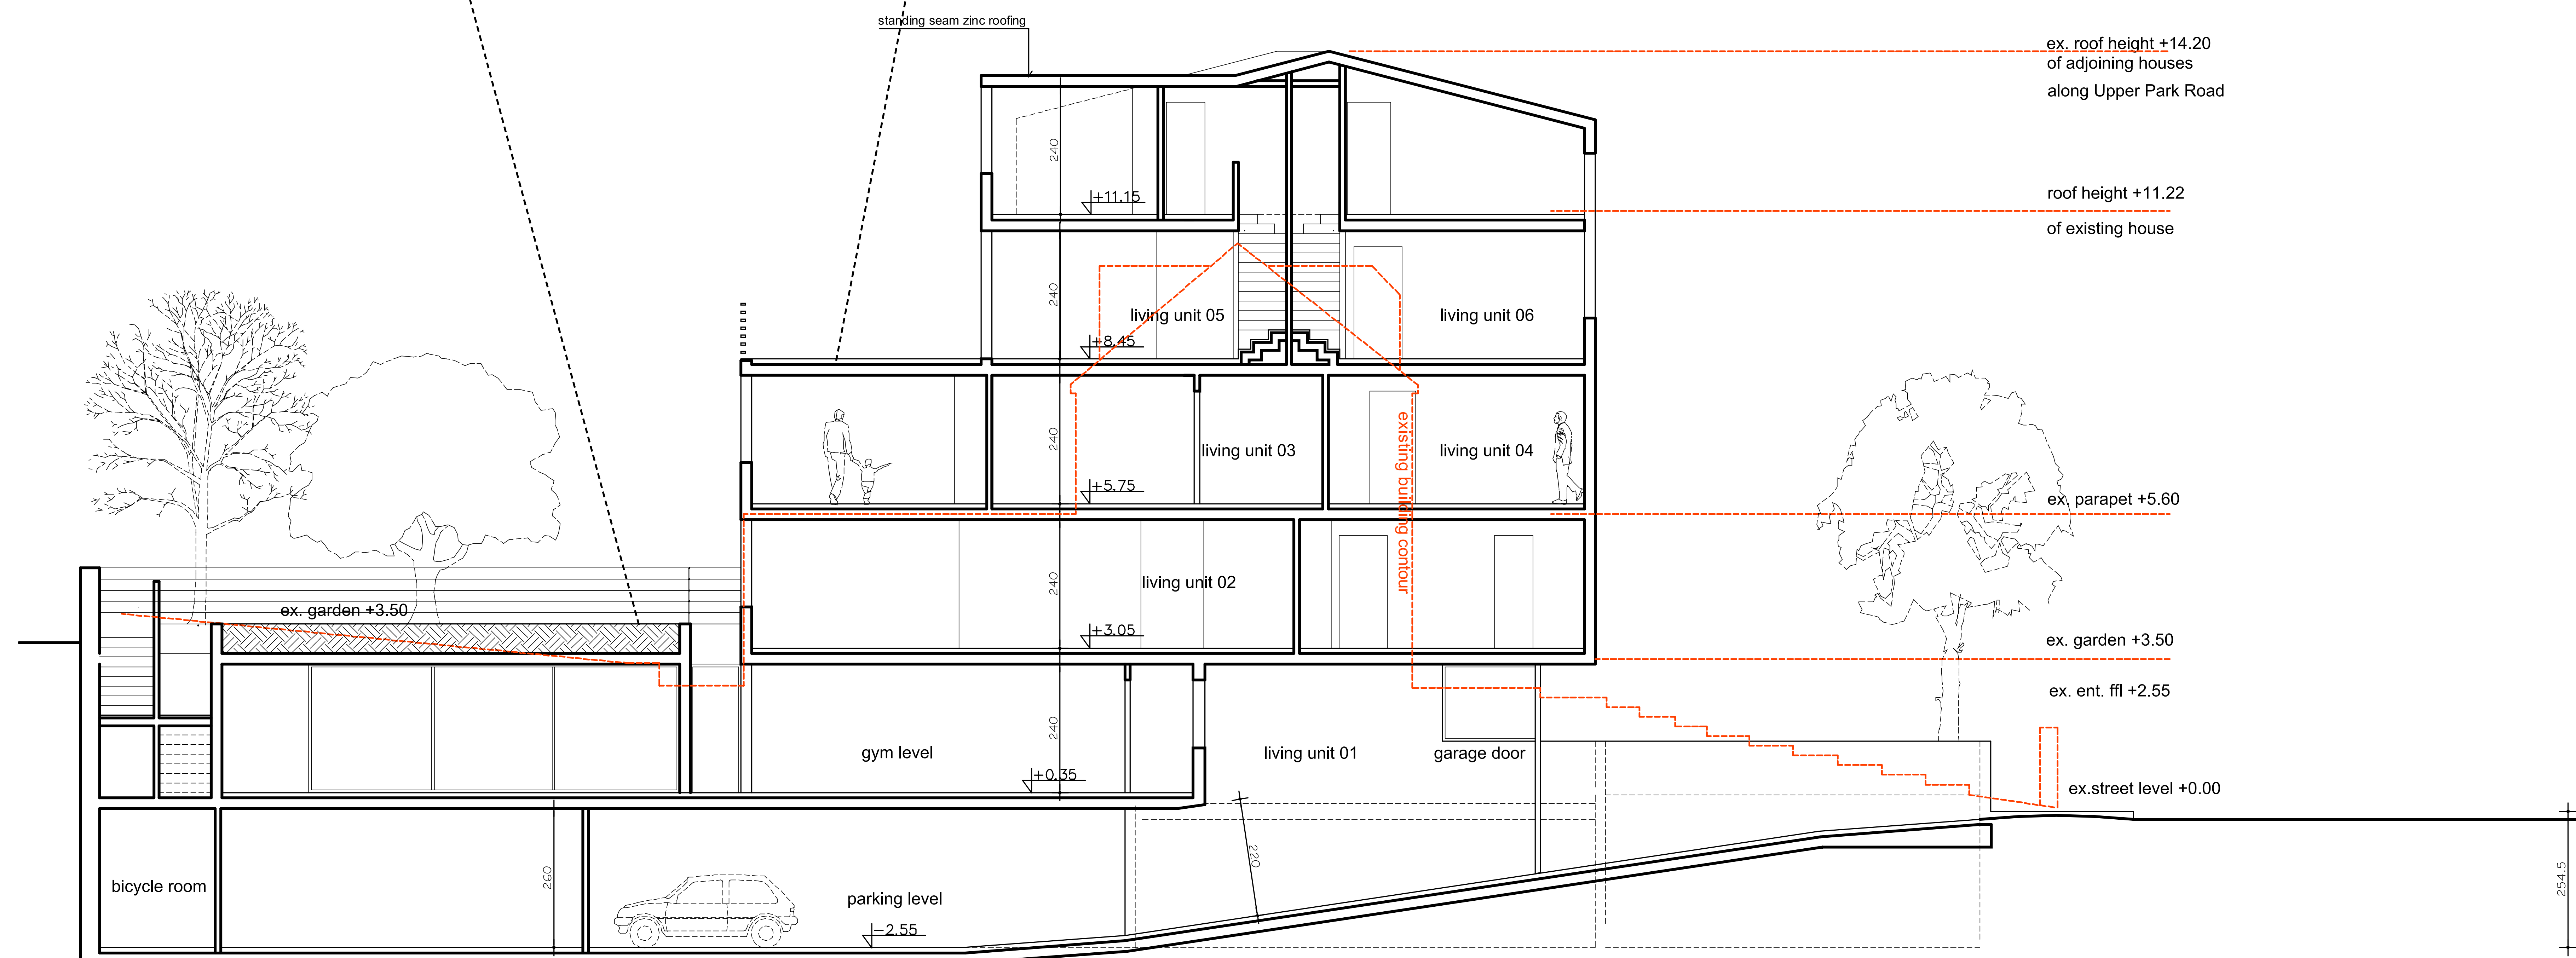 standing seam zinc roofing
ex. roof height +14.20
of adjoining houses
along Upper Park Road
240
+11.15
roof height +11.22
of existing house
240
living unit 05
living unit 06
+8.45
existing building contour
240
living unit 03
living unit 04
+5.75
ex. parapet +5.60
240
living unit 02
ex. garden +3.50
+3.05
ex. garden +3.50
ex. ent. ffl +2.55
240
gym level
living unit 01
garage door
+0.35
ex.street level +0.00
220
260
bicycle room
parking level
-2.55
254.5